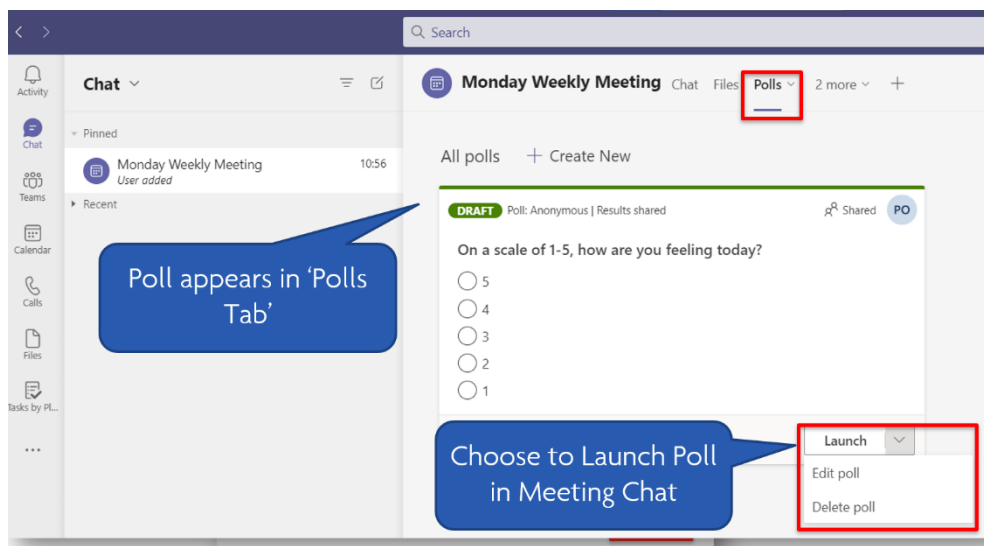 Search
Activity
Chat
Monday Weekly Meeting Chat Files Polls 2 more
Chat
Pinned
Monday Weekly Meeting 10:56
User added
Teams
Recent
All polls + Create New
DRAFT Poll: Anonymous | Results shared Shared PO
On a scale of 1-5, how are you feeling today?
5
4
3
2
1
Calendar
Calls
Files
Tasks by Pl...
Poll appears in ‘Polls
Tab’
Choose to Launch Poll
in Meeting Chat
Launch
Edit poll
Delete poll